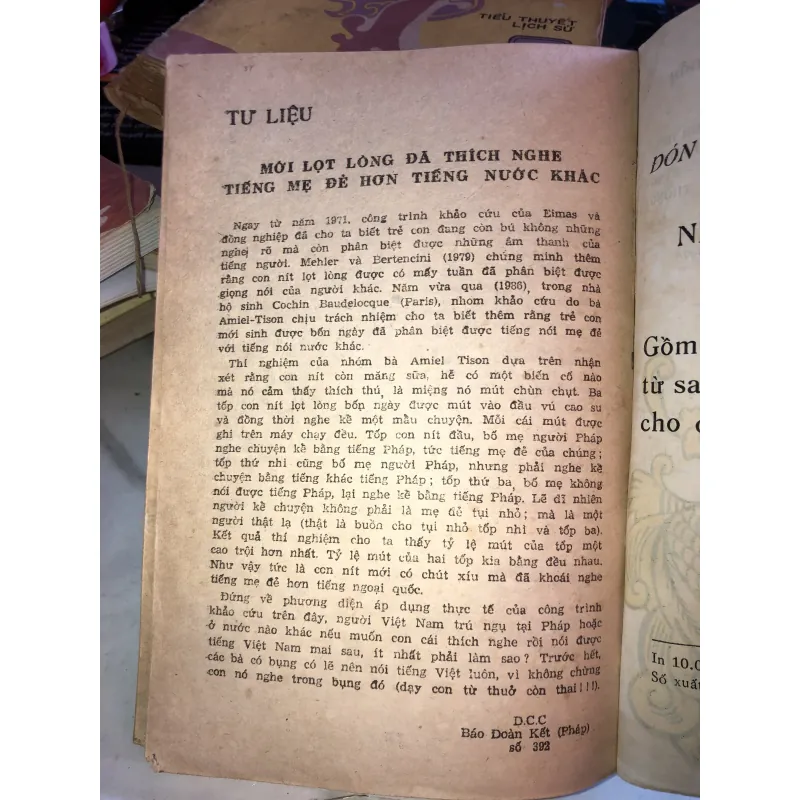 TIỂU THUYẾT
LỊCH SỬ
TƯ LIỆU
MỚI LỌT LÒNG ĐÃ THÍCH NGHE
TIẾNG MẸ ĐẺ HƠN TIẾNG NƯỚC KHÁC
Ngay từ năm 1971, công trình khảo cứu của Eimas và
đồng nghiệp đã cho ta biết trẻ con đang còn bú không những
nghe rõ mà còn phân biệt được những âm thanh của
tiếng người. Mehler và Bertencini (1979) chúng minh thêm
rằng con nít lọt lòng được có mấy tuần đã phân biệt được
giọng nói của người khác. Năm vừa qua (1986), trong nhà
hộ sinh Cochin Baudelocque (Paris), nhom khảo cứu do bà
Amiel-Tison chịu trách nhiệm cho ta biết thêm rằng trẻ con
mới sinh được bốn ngày đã phân biệt được tiếng nói mẹ đẻ
với tiếng nói nước khác.
Thí nghiệm của nhóm bà Amiel Tison dựa trên nhận
xét rằng con nít còn măng sữa, hễ có một biến cố nào
mà nó cảm thấy thích thú, là miệng nó mút chùn chụt. Ba
tốp con nít lọt lòng bốn ngày được mút vào đầu vú cao su
và đồng thời nghe kể một mẩu chuyện. Mỗi cái mút được
ghi trên máy chạy đều. Tốp con nít đầu, bố mẹ người Pháp
nghe chuyện kể bằng tiếng Pháp, tức tiếng mẹ đẻ của chúng;
tốp thứ nhì cũng bố mẹ người Pháp, nhưng phải nghe kể
chuyện bằng tiếng khác tiếng Pháp; tốp thứ ba, bố mẹ không
nói được tiếng Pháp, lại nghe kể bằng tiếng Pháp. Lẽ dĩ nhiên
người kể chuyện không phải là mẹ đẻ tụi nhỏ; mà là một
người thật lạ (thật là buồn cho tụi nhỏ tốp nhì và tốp ba).
Kết quả thí nghiệm cho ta thấy tỷ lệ mút của tốp một
cao trội hơn nhất. Tỷ lệ mút của hai tốp kia bằng đều nhau.
Như vậy tức là con nít mới có chút xíu mà đã khoái nghe
tiếng mẹ đẻ hơn tiếng ngoại quốc.
Đứng về phương diện áp dụng thực tế của công trình
khảo cứu trên đây, người Việt Nam trú ngụ tại Pháp hoặc
ở nước nào khác nếu muốn con cái thích nghe rồi nói được
tiếng Việt Nam mai sau, ít nhất phải làm sao? Trước hết,
các bà có bụng có lẽ nên nói tiếng Việt luôn, vì không chừng
con nó nghe trong bụng đó (dạy con từ thuở còn thai!!!).
D.C.C
Báo Đoàn Kết (Pháp)
số 392
ĐÓN
Gồm
từ sa
cho
In 10.0
Số xuấ